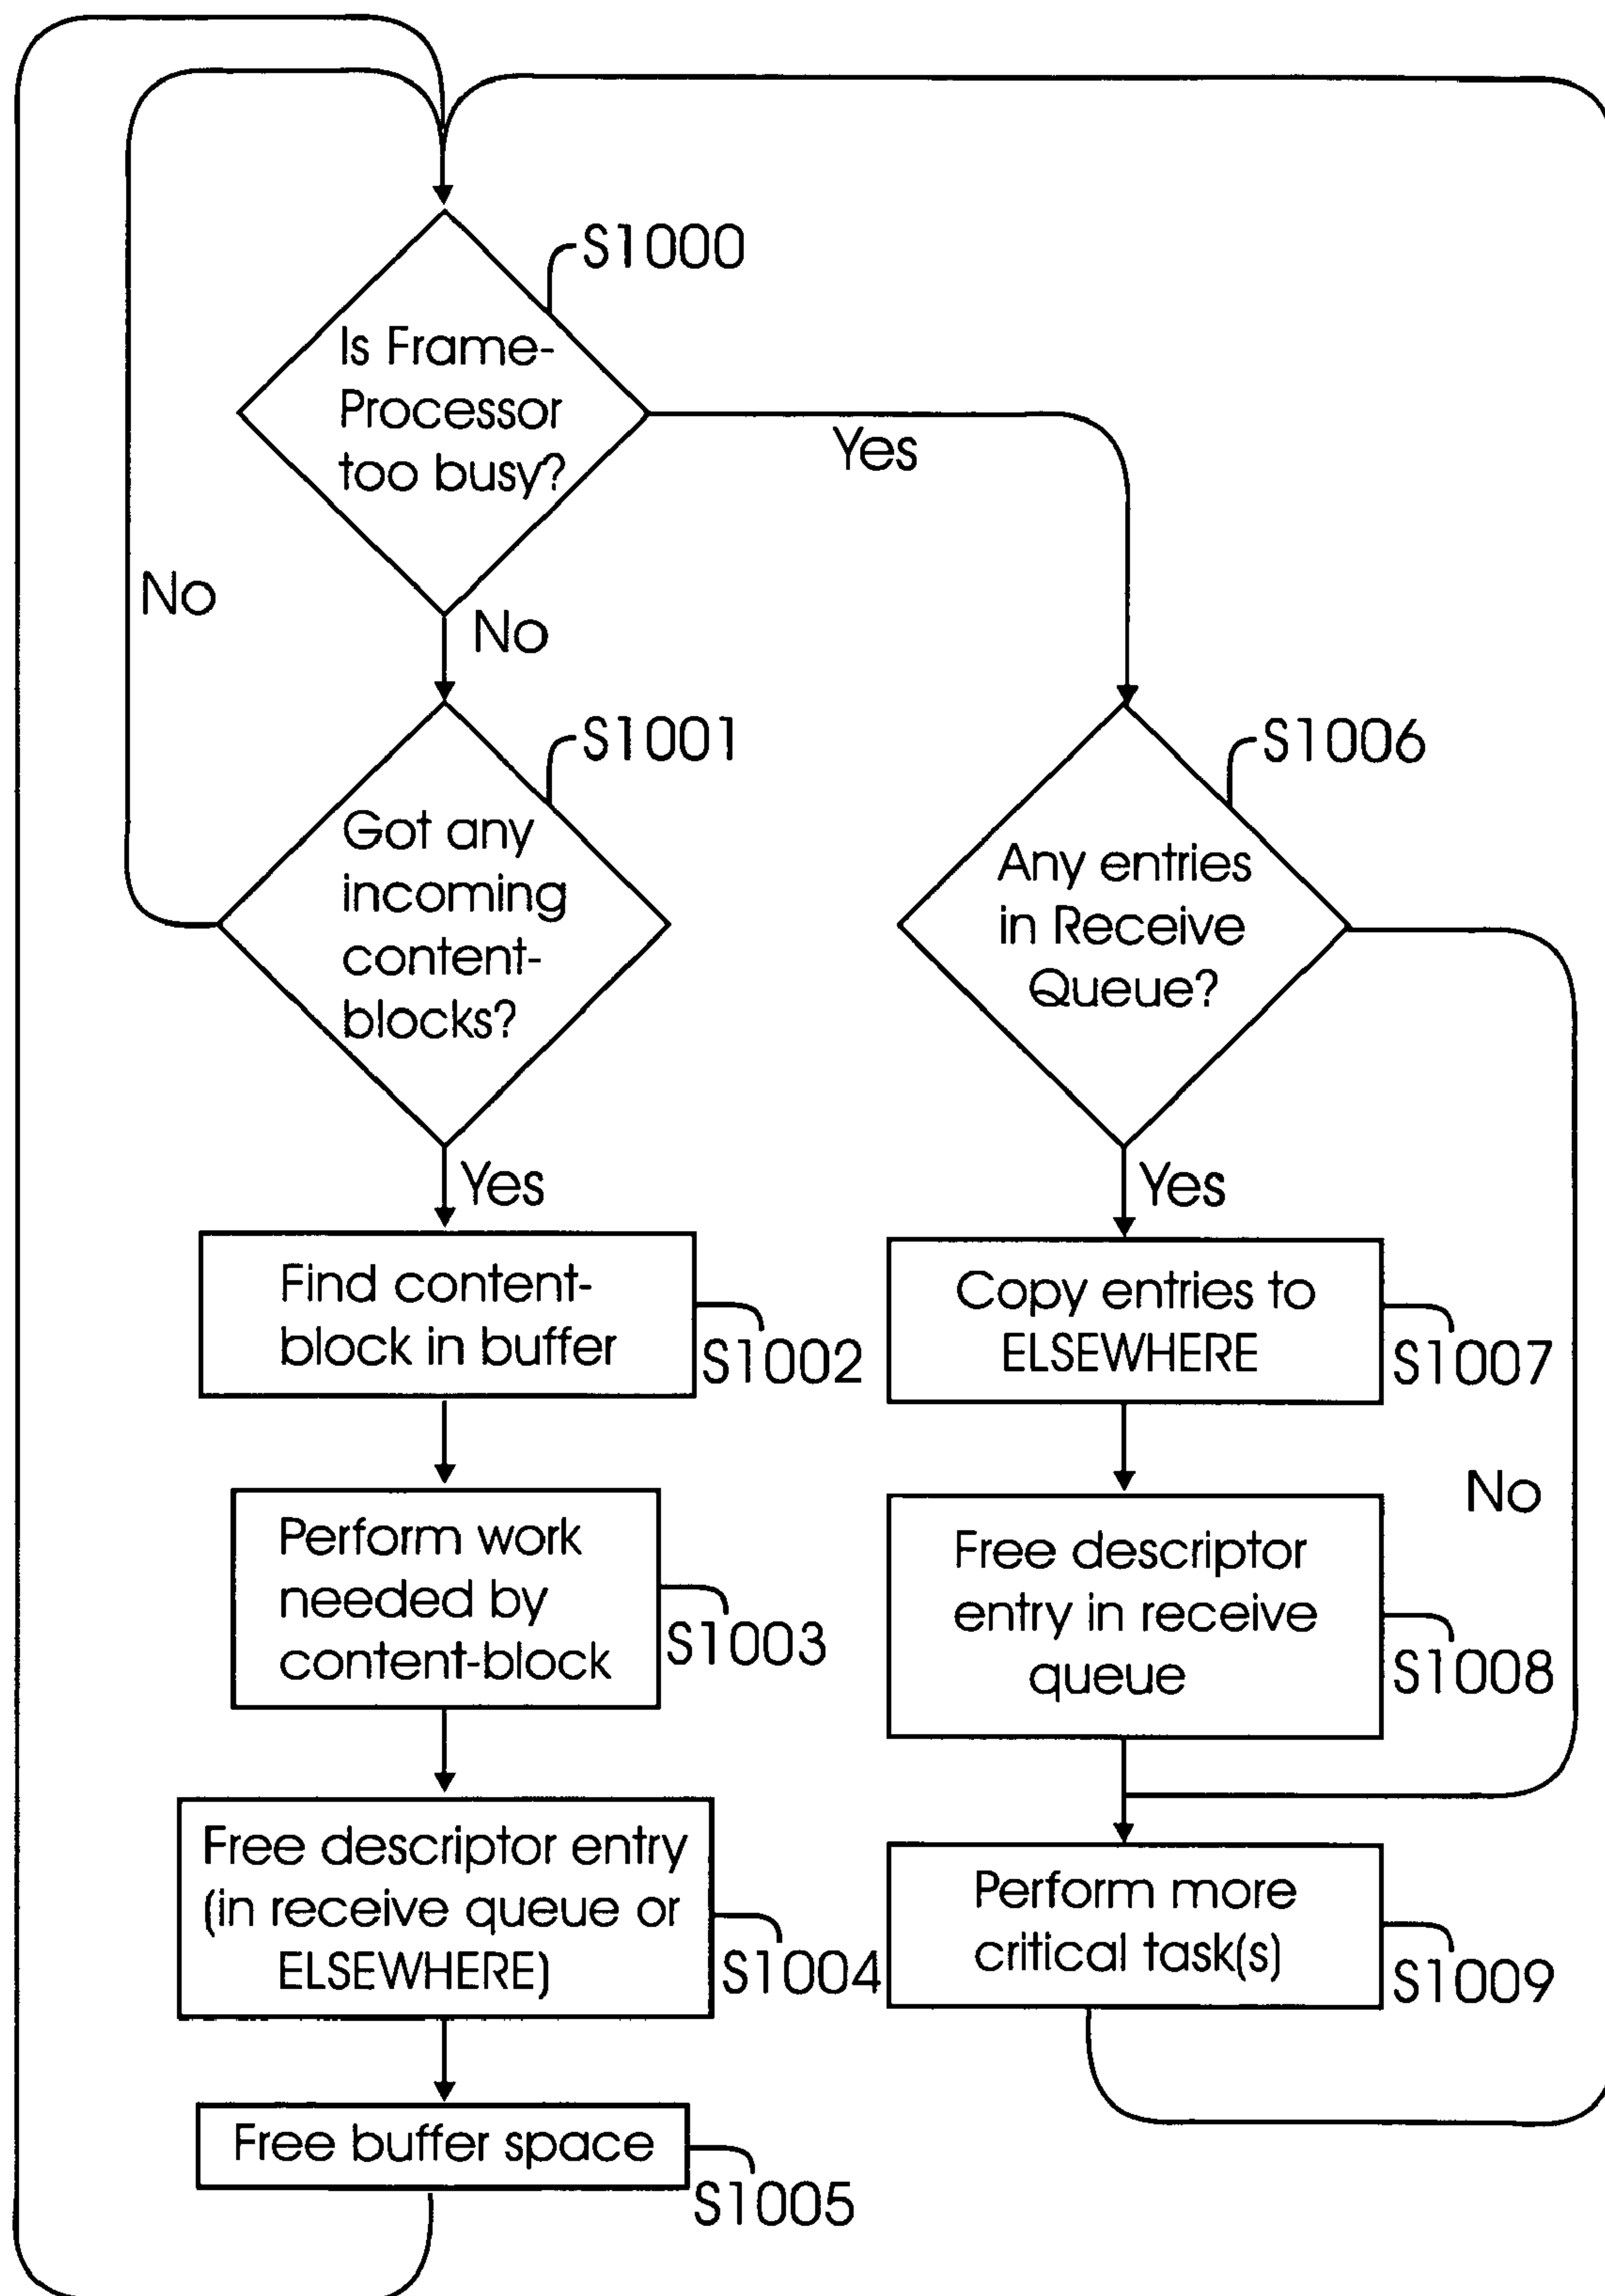 S1000
Is Frame-
Processor
too busy?
Yes
No
No
S1001
Got any
incoming
content-
blocks?
S1006
Any entries
in Receive
Queue?
Yes
Yes
Find content-
block in buffer
S1002
Copy entries to
ELSEWHERE
S1007
No
Perform work
needed by
content-block
S1003
Free descriptor
entry in receive
queue
S1008
Free descriptor entry
(in receive queue or
ELSEWHERE)
S1004
Perform more
critical task(s)
S1009
Free buffer space
S1005